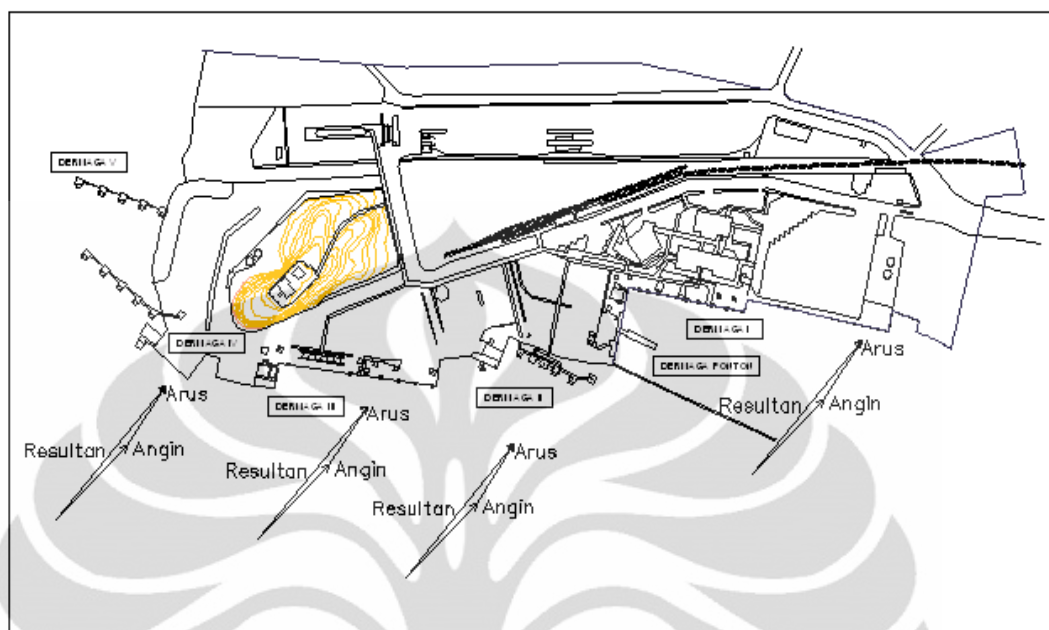 DERMAGA V
DERMAGA IV
DERMAGA III
DERMAGA II
DERMAGA I
DERMAGA PONTON
Arus
Resultan
Angin
Arus
Resultan
Angin
Arus
Resultan
Angin
Arus
Resultan
Angin